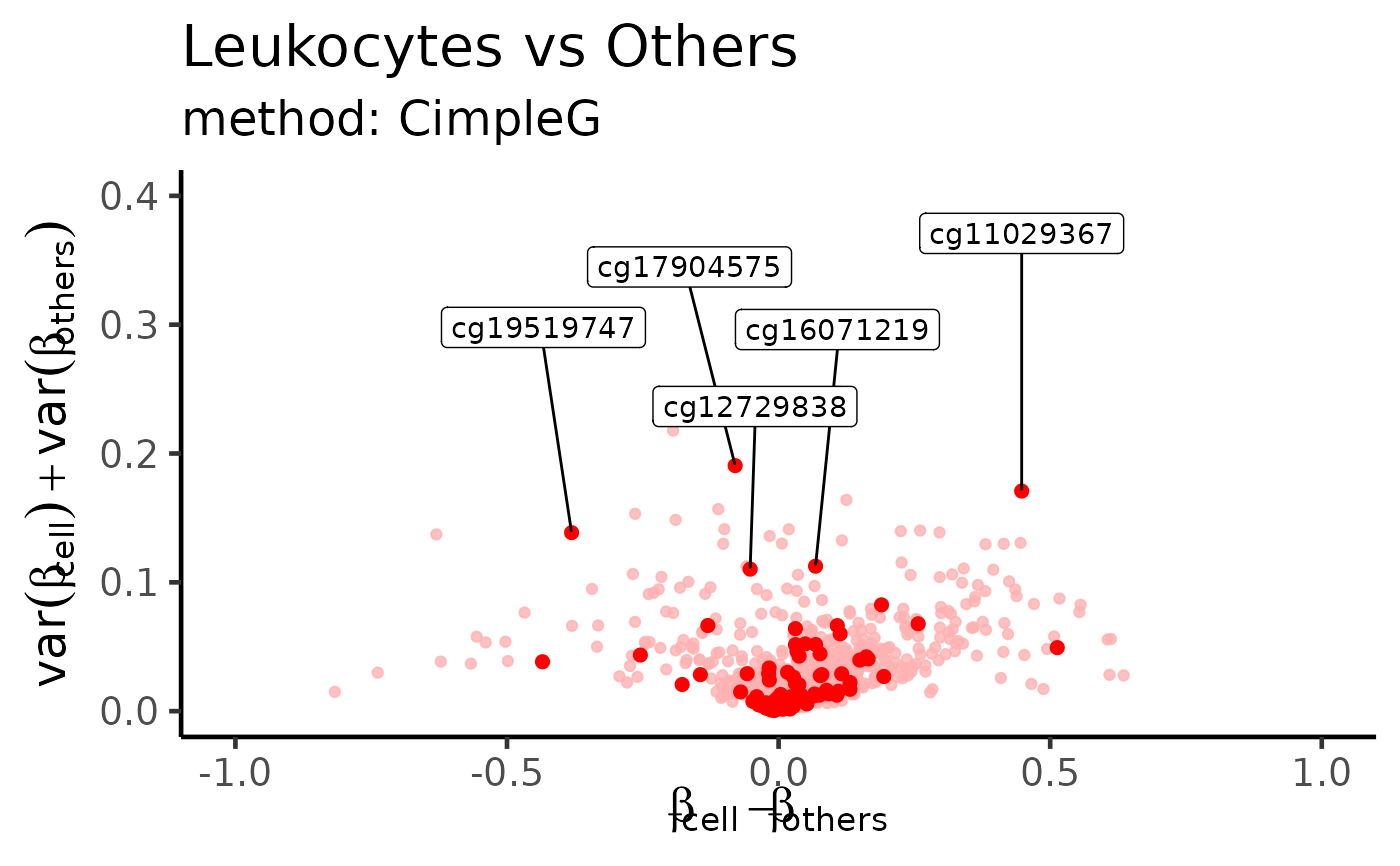 Leukocytes vs Others
method: CimpleG
var(βcell) + var(βothers)
0.4
0.3
0.2
0.1
0.0
cg11029367
cg17904575
cg19519747
cg16071219
cg12729838
-1.0 -0.5 0.0 0.5 1.0
βcell − βothers